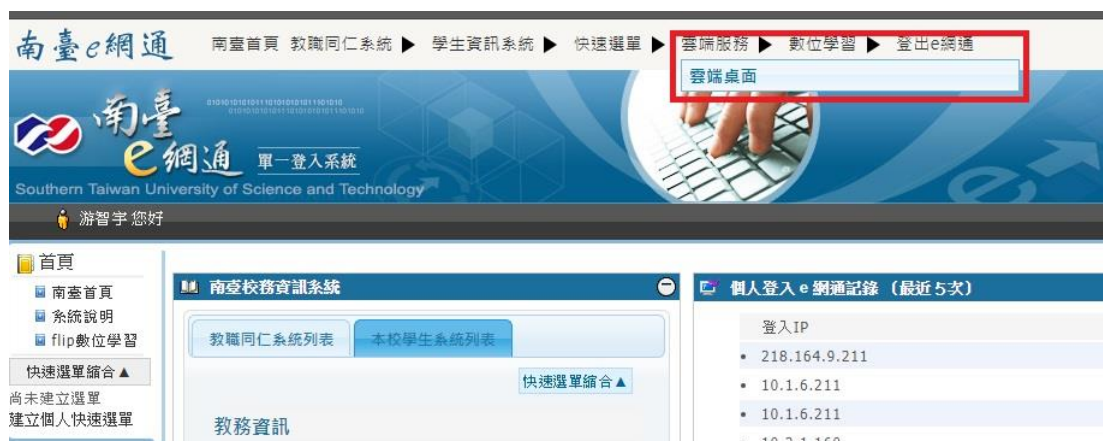 南臺e網通 南臺首頁 教職同仁系統 ▶ 學生資訊系統 ▶ 快速選單 ▶ 雲端服務 ▶ 數位學習 ▶ 登出e網通
雲端桌面
南臺e網通 單一登入系統
Southern Taiwan University of Science and Technology
游智宇 您好
首頁
南臺首頁
系統說明
flip數位學習
快速選單縮合▲
尚未建立選單
建立個人快速選單
南臺校務資訊系統
教職同仁系統列表 本校學生系統列表
快速選單縮合▲
教務資訊
個人登入 e 網通記錄（最近 5次）
登入IP
• 218.164.9.211
• 10.1.6.211
• 10.1.6.211